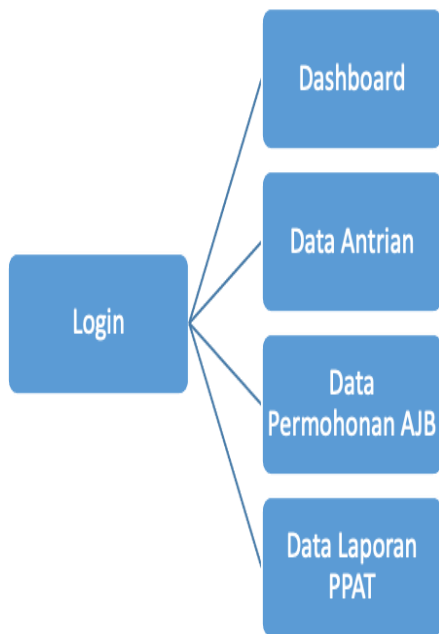 Dashboard
Data Antrian
Login
Data
Permohonan AJB
Data Laporan
PPAT